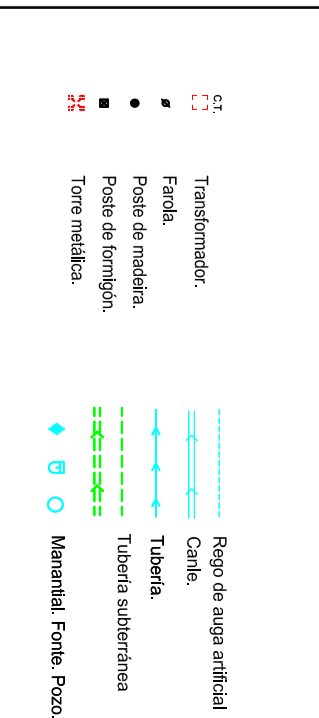 C.T.
Transformador.
Farola.
Poste de madeira.
Poste de formigón.
Torre metálica.
Rego de auga artificial
Canle.
Tubería.
Tubería subterránea
Manantial. Fonte. Pozo.